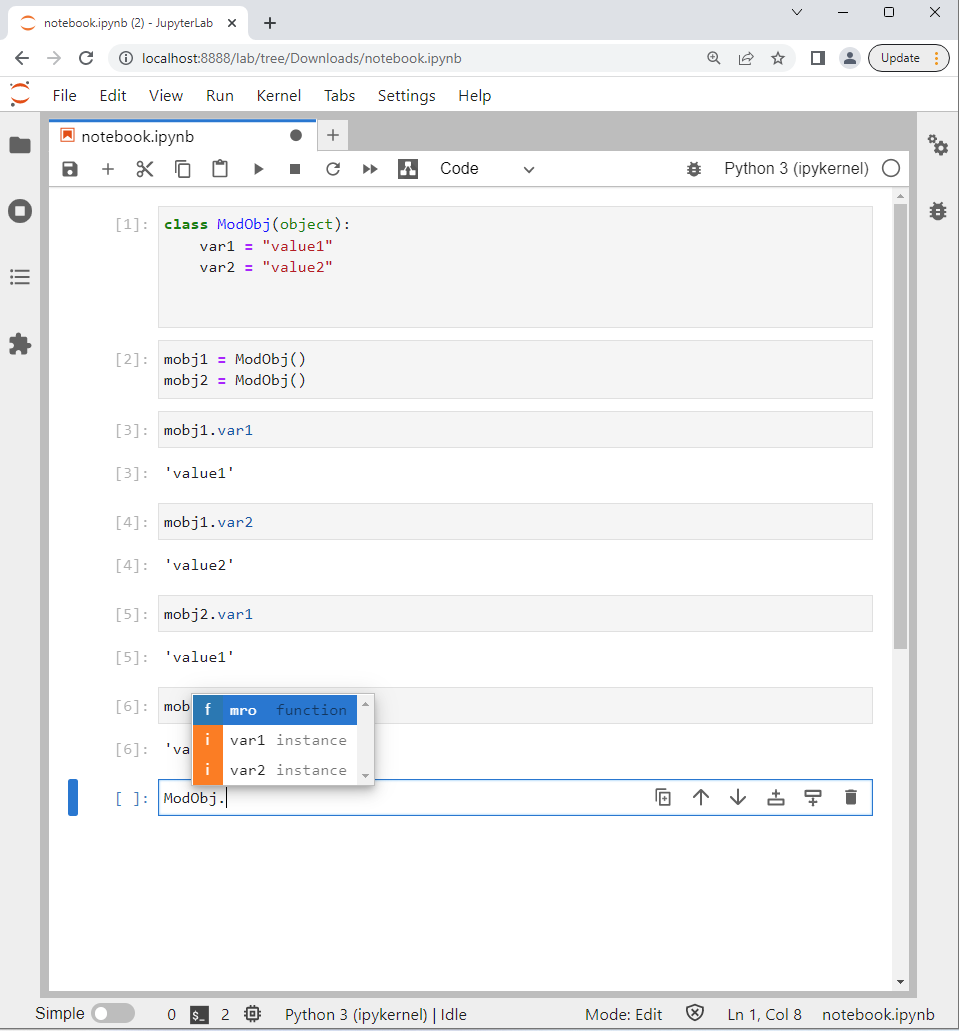 notebook.ipynb (2) - JupyterLab
localhost:8888/lab/tree/Downloads/notebook.ipynb
Update
File Edit View Run Kernel Tabs Settings Help
notebook.ipynb
Code
Python 3 (ipykernel)
[1]: class ModObj(object):
var1 = "value1"
var2 = "value2"
[2]: mobj1 = ModObj()
mobj2 = ModObj()
[3]: mobj1.var1
[3]: 'value1'
[4]: mobj1.var2
[4]: 'value2'
[5]: mobj2.var1
[5]: 'value1'
[6]: mob
f mro function
i var1 instance
[6]: 'va
i var2 instance
[ ]: ModObj.
Simple 0 $_ 2 Python 3 (ipykernel) | Idle Mode: Edit Ln 1, Col 8 notebook.ipynb